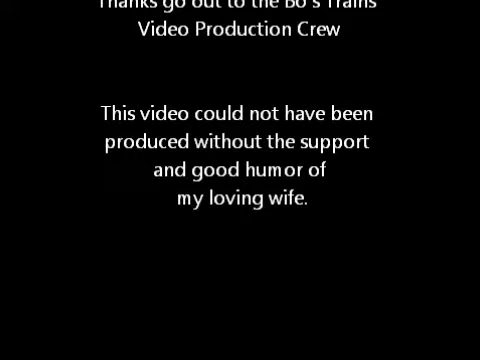 Thanks go out to the Bo's Trains
Video Production Crew
This video could not have been
produced without the support
and good humor of
my loving wife.